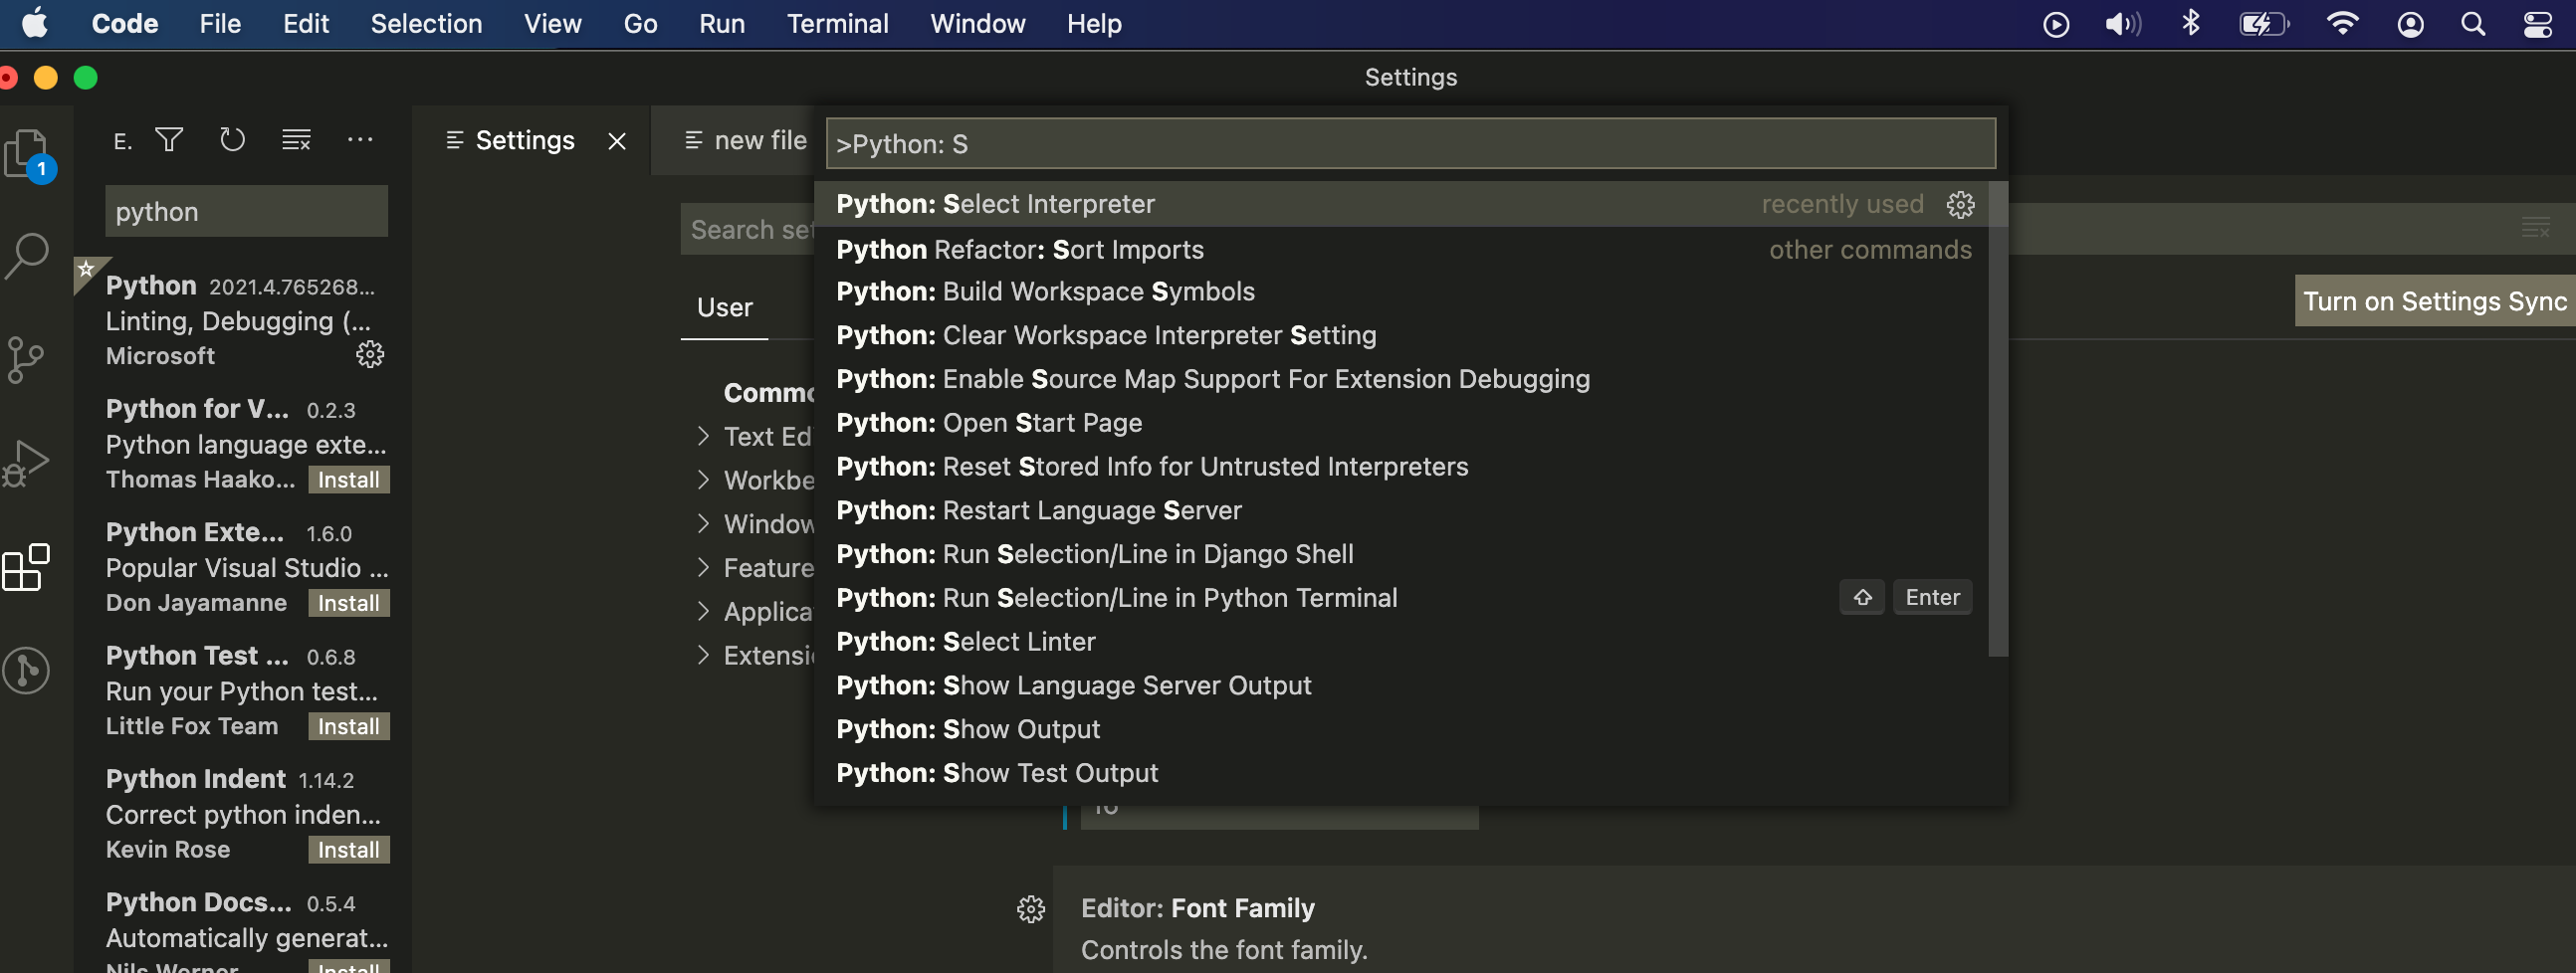 Code File Edit Selection View Go Run Terminal Window Help
Settings
1
E.
python
Python 2021.4.765268...
Linting, Debugging (...
Microsoft
Python for V... 0.2.3
Python language exte...
Thomas Haako... Install
Python Exte... 1.6.0
Popular Visual Studio ...
Don Jayamanne Install
Python Test ... 0.6.8
Run your Python test...
Little Fox Team Install
Python Indent 1.14.2
Correct python inden...
Kevin Rose Install
Python Docs... 0.5.4
Automatically generat...
Nils Werner Install
Settings
new file
Search set
User
Turn on Settings Sync
Commo
Text Ed
Workbe
Window
Feature
Applica
Extensi
>Python: S
Python: Select Interpreter recently used
Python Refactor: Sort Imports other commands
Python: Build Workspace Symbols
Python: Clear Workspace Interpreter Setting
Python: Enable Source Map Support For Extension Debugging
Python: Open Start Page
Python: Reset Stored Info for Untrusted Interpreters
Python: Restart Language Server
Python: Run Selection/Line in Django Shell
Python: Run Selection/Line in Python Terminal ⇧ Enter
Python: Select Linter
Python: Show Language Server Output
Python: Show Output
Python: Show Test Output
Editor: Font Family
Controls the font family.